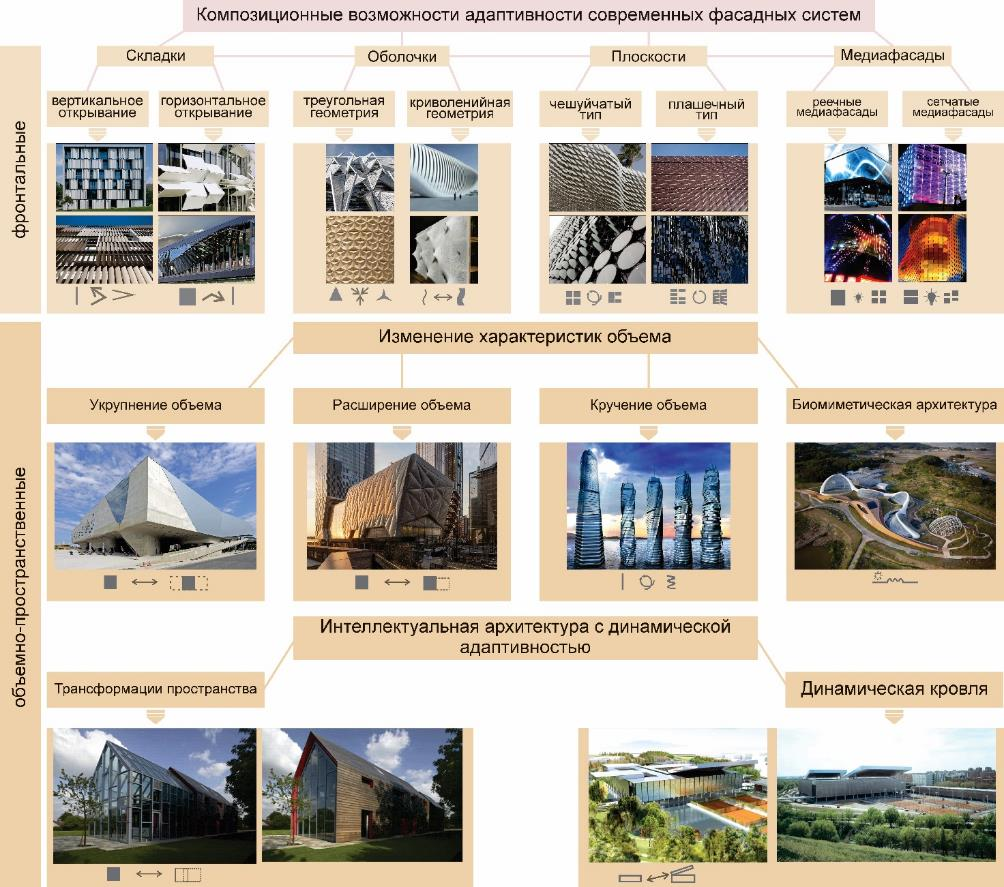 Композиционные возможности адаптивности современных фасадных систем
Складки
Оболочки
Плоскости
Медиафасады
вертикальное
открывание
горизонтальное
открывание
треугольная
геометрия
криволенийная
геометрия
чешуйчатый
тип
плашечный
тип
реечные
медиафасады
сетчатые
медиафасады
фронтальные
Изменение характеристик объема
Укрупнение объема
Расширение объема
Кручение объема
Биомиметическая архитектура
объемно-пространственные
Интеллектуальная архитектура с динамической
адаптивностью
Трансформации пространства
Динамическая кровля